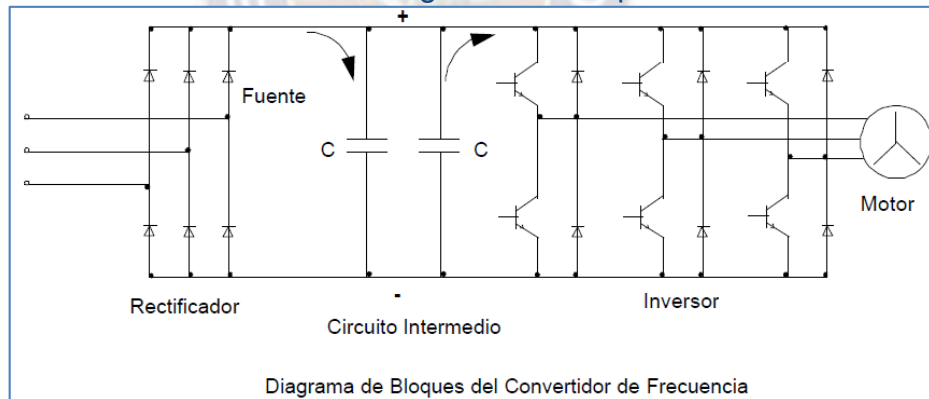 +
Fuente
C
C
Motor
-
Rectificador
Inversor
Circuito Intermedio
Diagrama de Bloques del Convertidor de Frecuencia